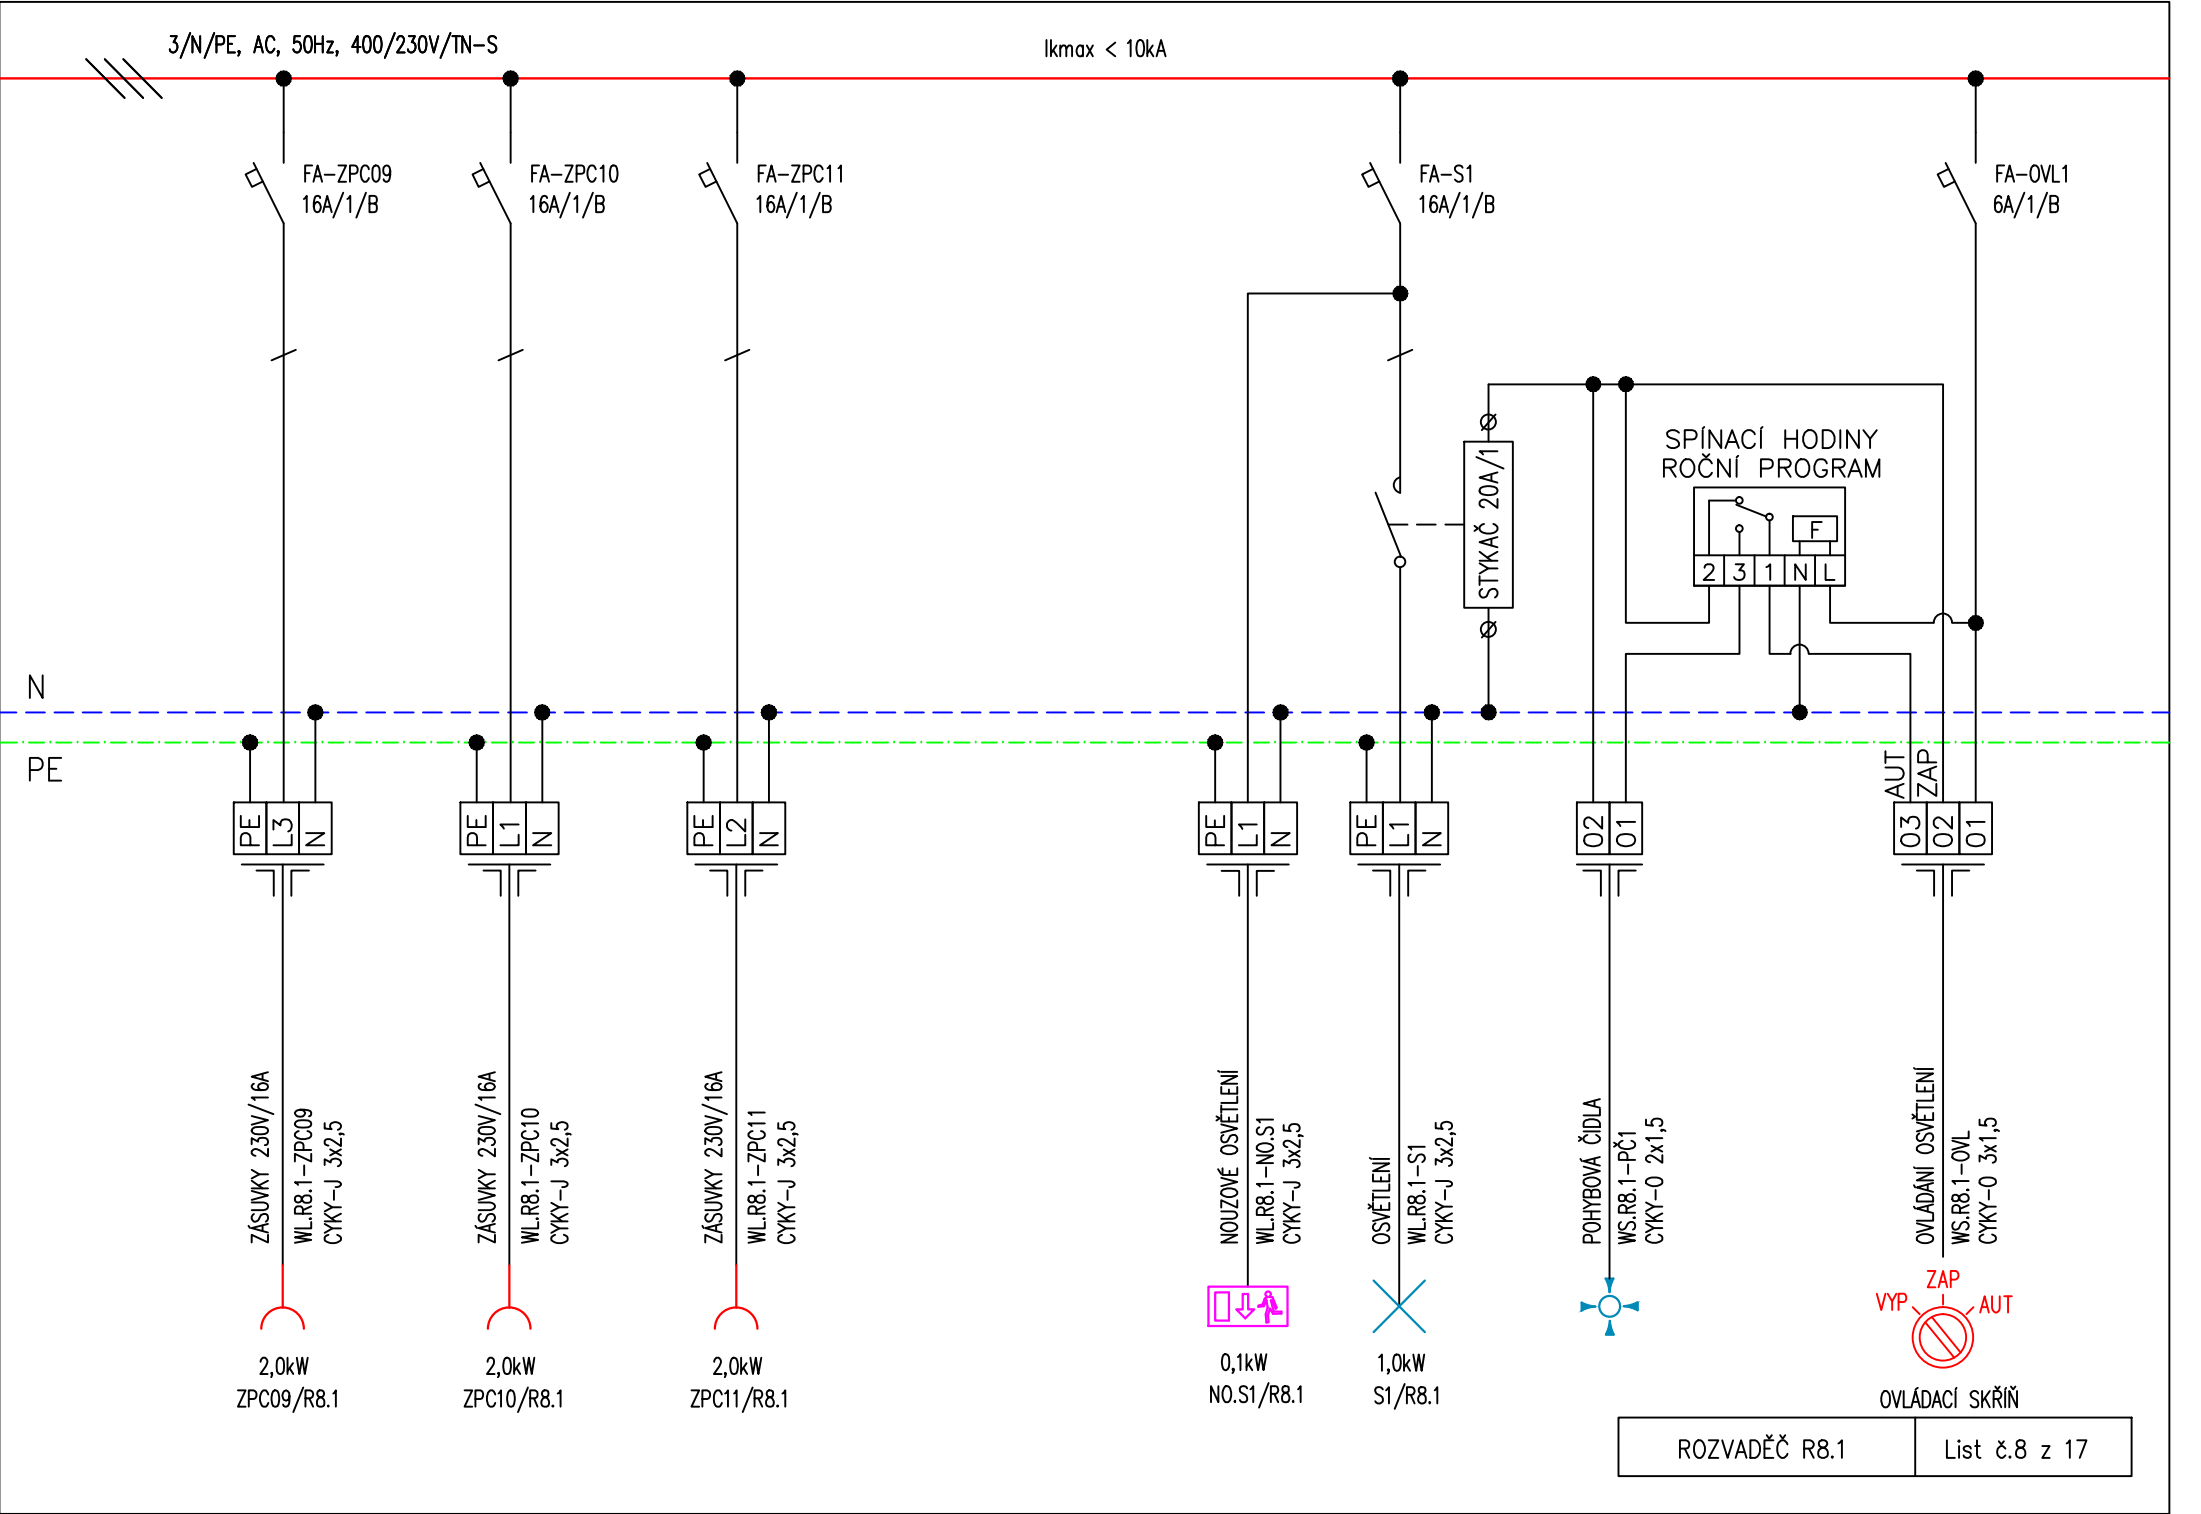 3/N/PE, AC, 50Hz, 400/230V/TN-S
Ikmax < 10kA
FA-ZPC09
16A/1/B
FA-ZPC10
16A/1/B
FA-ZPC11
16A/1/B
FA-S1
16A/1/B
FA-OVL1
6A/1/B
SPÍNACÍ HODINY
ROČNÍ PROGRAM
F
2 3 1 N L
STYKAČ 20A/1
N
PE
AUT
ZAP
PE L3 N
PE L1 N
PE L2 N
PE L1 N
PE L1 N
O2 O1
O3 O2 O1
ZÁSUVKY 230V/16A
WL.R8.1-ZPC09
CYKY-J 3x2,5
ZÁSUVKY 230V/16A
WL.R8.1-ZPC10
CYKY-J 3x2,5
ZÁSUVKY 230V/16A
WL.R8.1-ZPC11
CYKY-J 3x2,5
NOUZOVÉ OSVĚTLENÍ
WL.R8.1-NO.S1
CYKY-J 3x2,5
OSVĚTLENÍ
WL.R8.1-S1
CYKY-J 3x2,5
POHYBOVÁ ČIDLA
WS.R8.1-PČ1
CYKY-O 2x1,5
OVLÁDÁNÍ OSVĚTLENÍ
WS.R8.1-OVL
CYKY-O 3x1,5
VYP ZAP AUT
2,0kW
ZPC09/R8.1
2,0kW
ZPC10/R8.1
2,0kW
ZPC11/R8.1
0,1kW
NO.S1/R8.1
1,0kW
S1/R8.1
OVLÁDACÍ SKŘÍŇ
ROZVADĚČ R8.1
List č.8 z 17